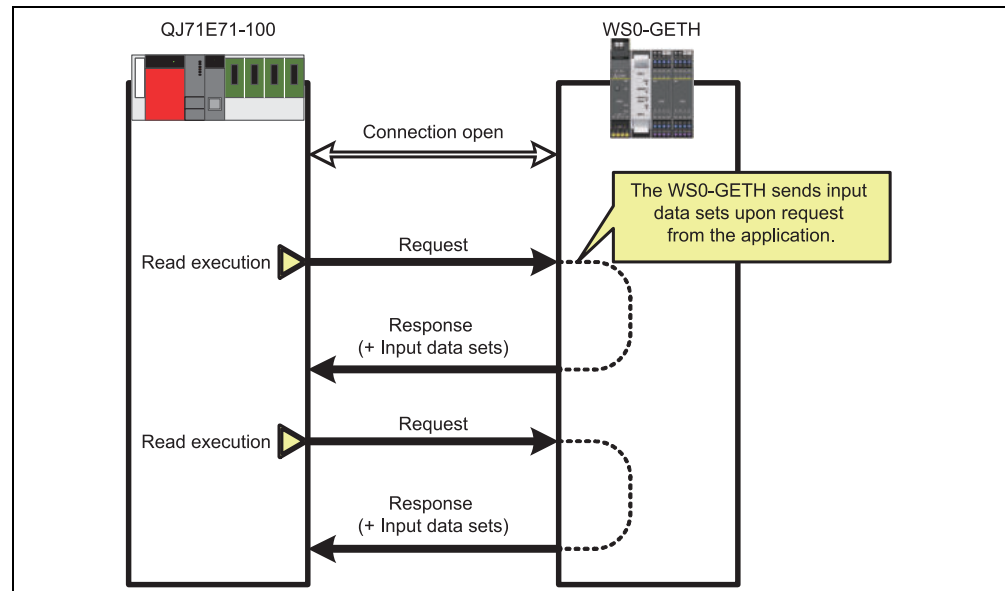 QJ71E71-100
WS0-GETH
Connection open
The WS0-GETH sends input
data sets upon request
from the application.
Read execution
Request
Response
(+ Input data sets)
Read execution
Request
Response
(+ Input data sets)